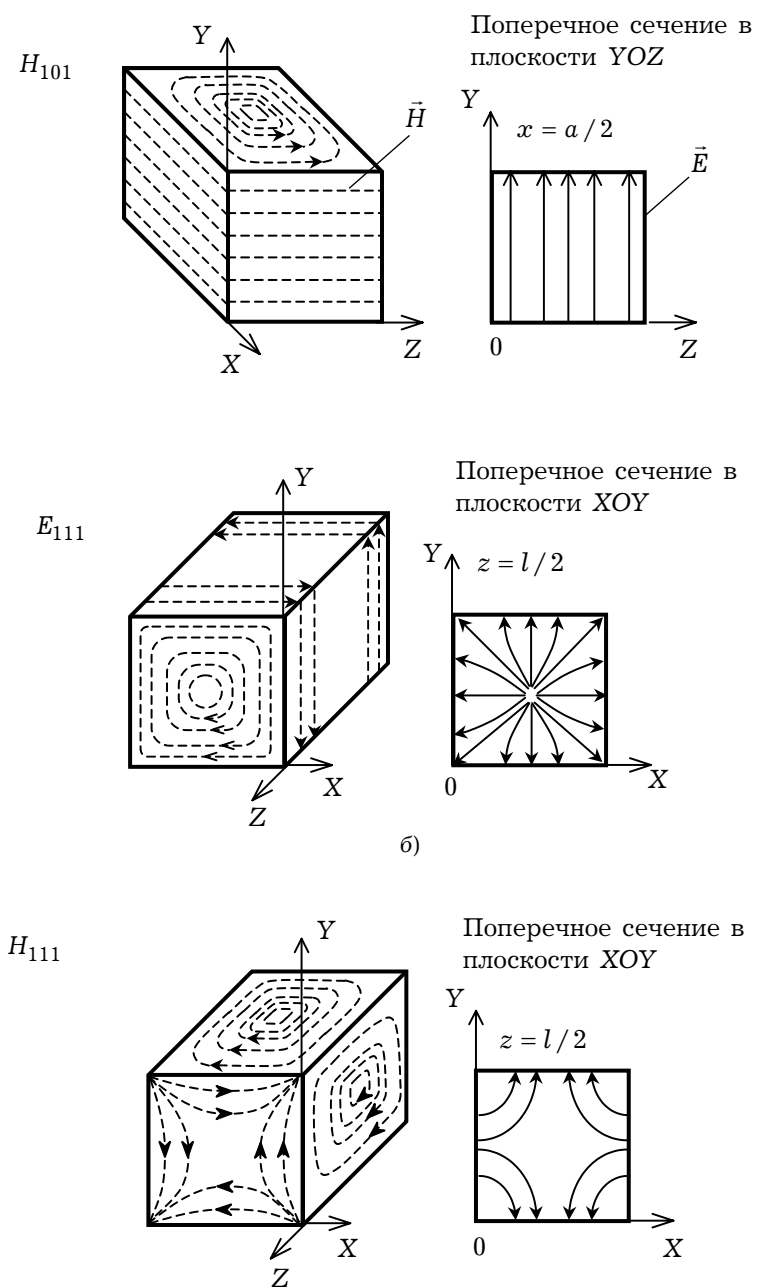 Поперечное сечение в
плоскости YOZ
H₁₀₁
Y
H⃗
X
Z
Y
x = a / 2
E⃗
0
Z
Поперечное сечение в
плоскости XOY
E₁₁₁
Y
X
Z
Y
z = l / 2
0
X
б)
Поперечное сечение в
плоскости XOY
H₁₁₁
Y
X
Z
Y
z = l / 2
0
X